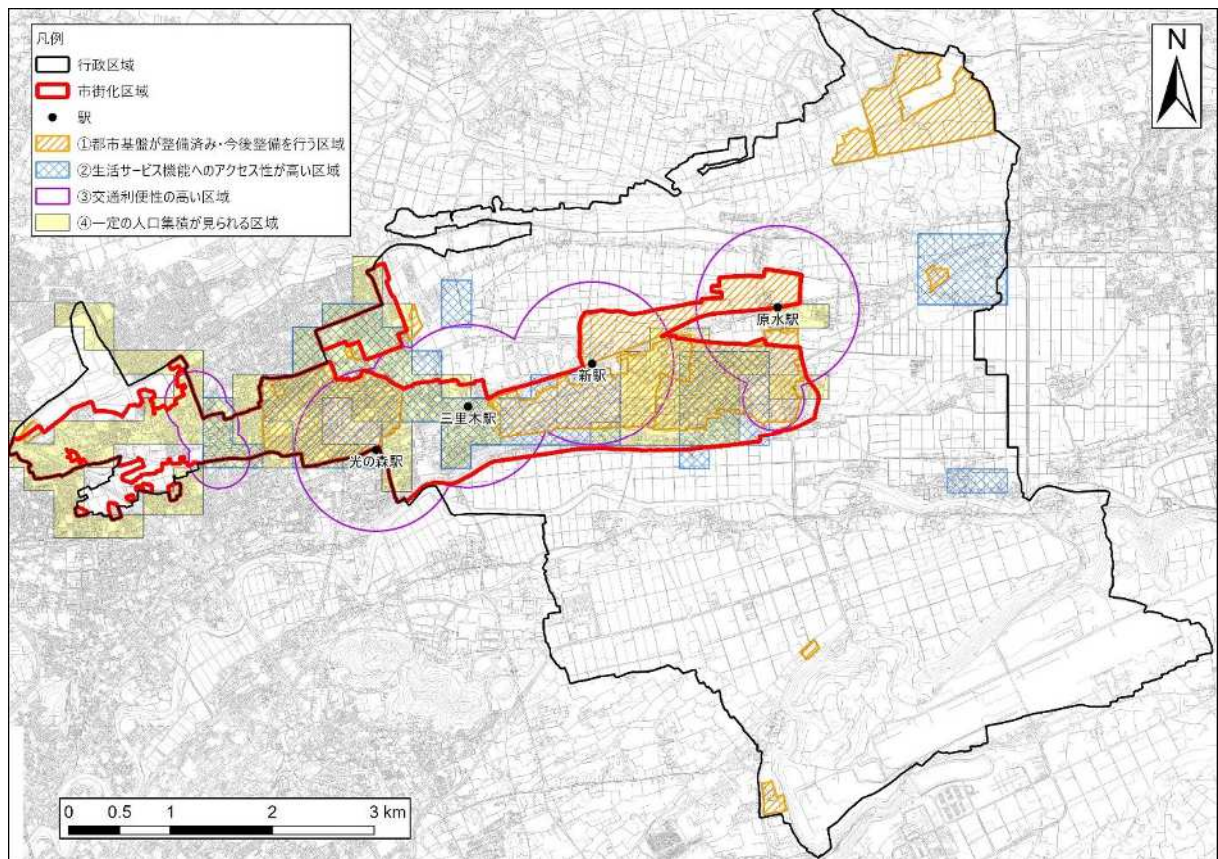 凡例
行政区域
市街化区域
駅
①都市基盤が整備済み・今後整備を行う区域
②生活サービス機能へのアクセス性が高い区域
③交通利便性の高い区域
④一定の人口集積が見られる区域
N
原水駅
新駅
三里木駅
光の森駅
0 0.5 1 2 3 km